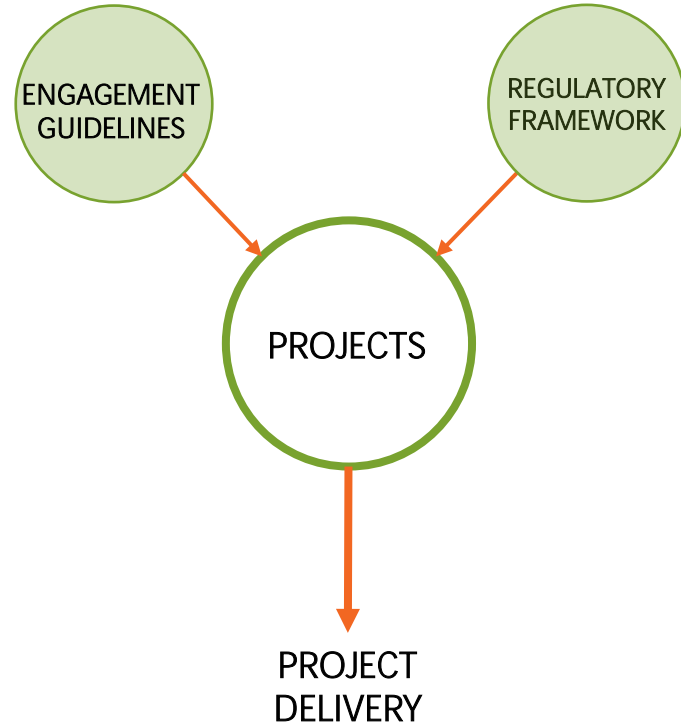 ENGAGEMENT
GUIDELINES
REGULATORY
FRAMEWORK
PROJECTS
PROJECT
DELIVERY